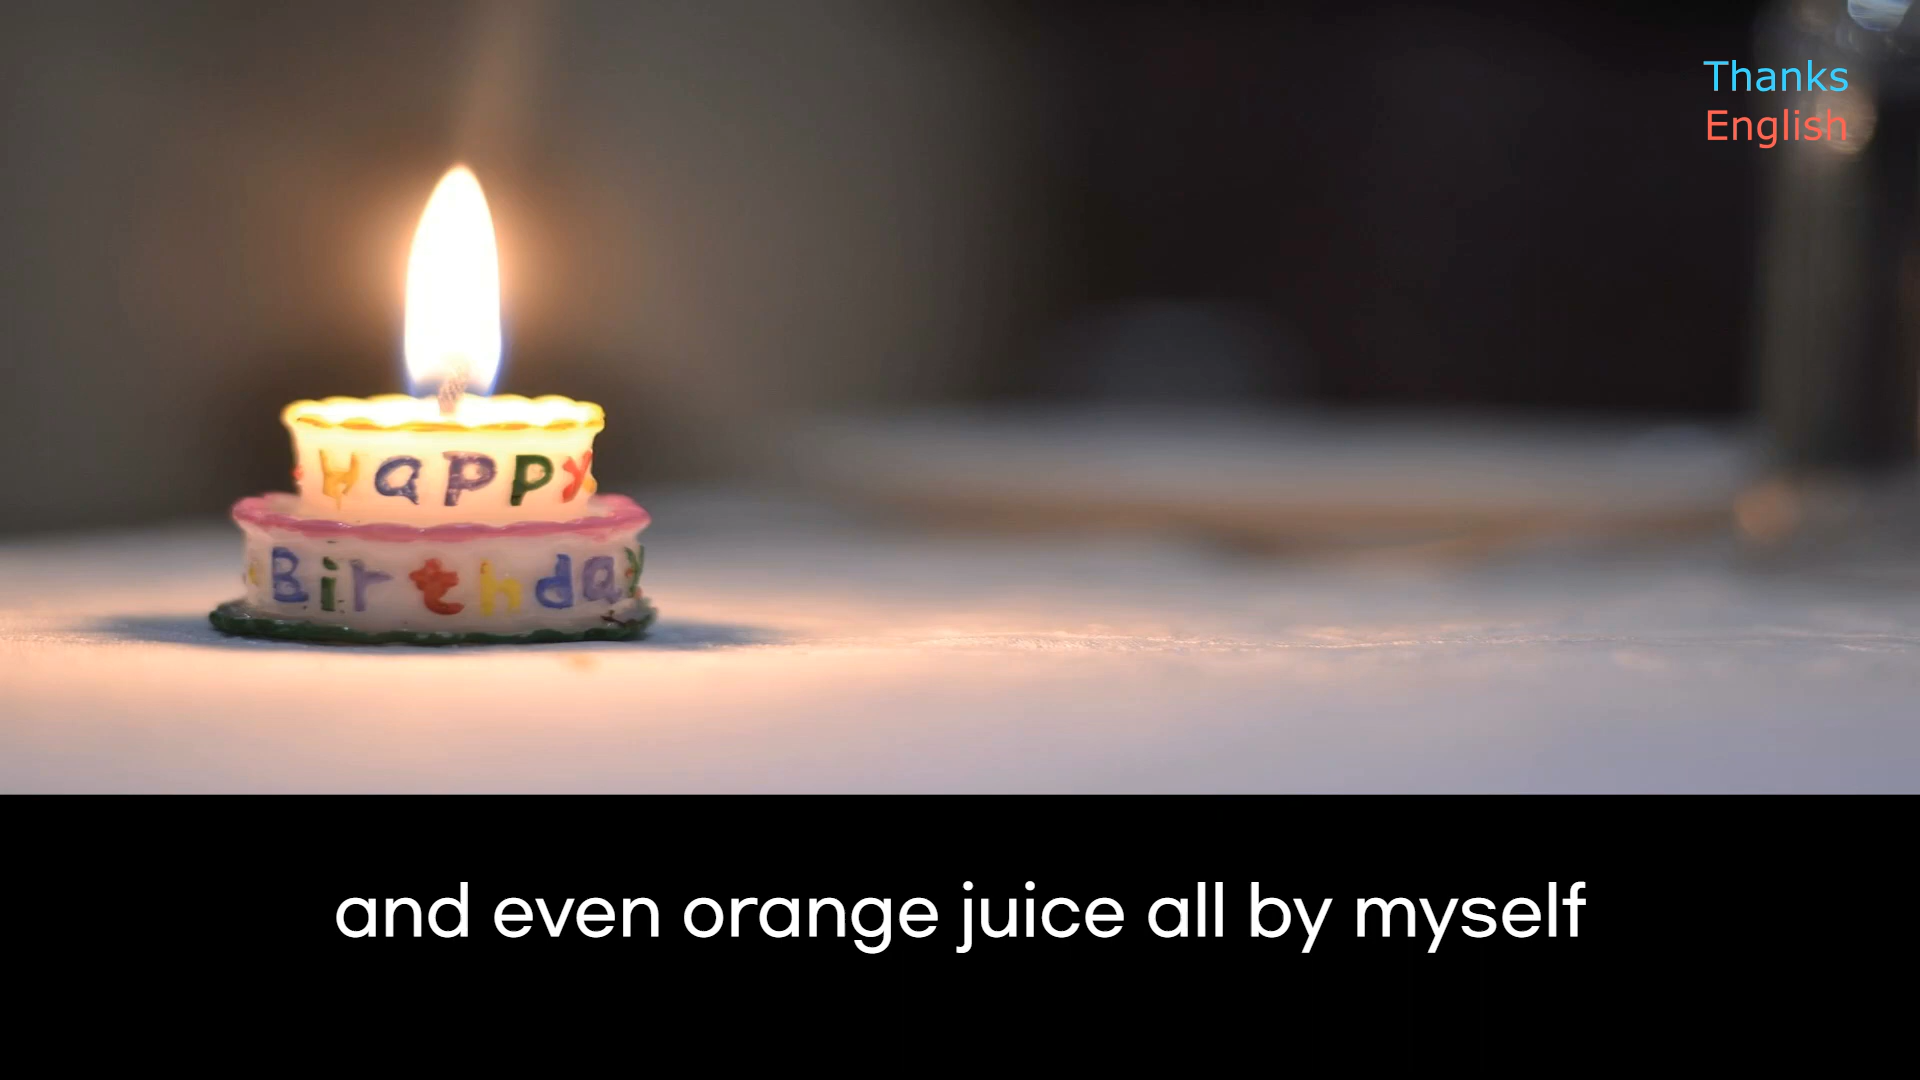 Thanks
English
Happy
Birthday
and even orange juice all by myself